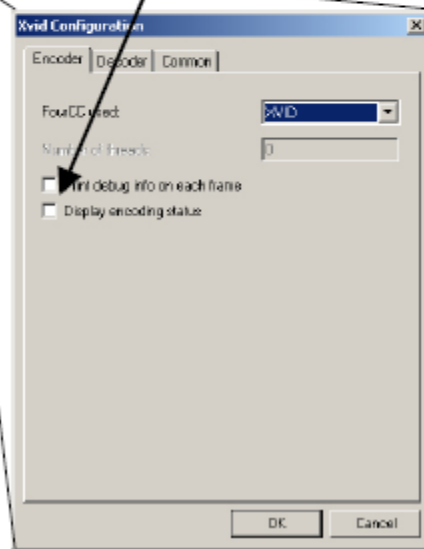 Xvid Configuration
Encoder Decoder Common
FourCC used: XVID
Number of threads: 0
Print debug info on each frame
Display encoding status
OK Cancel